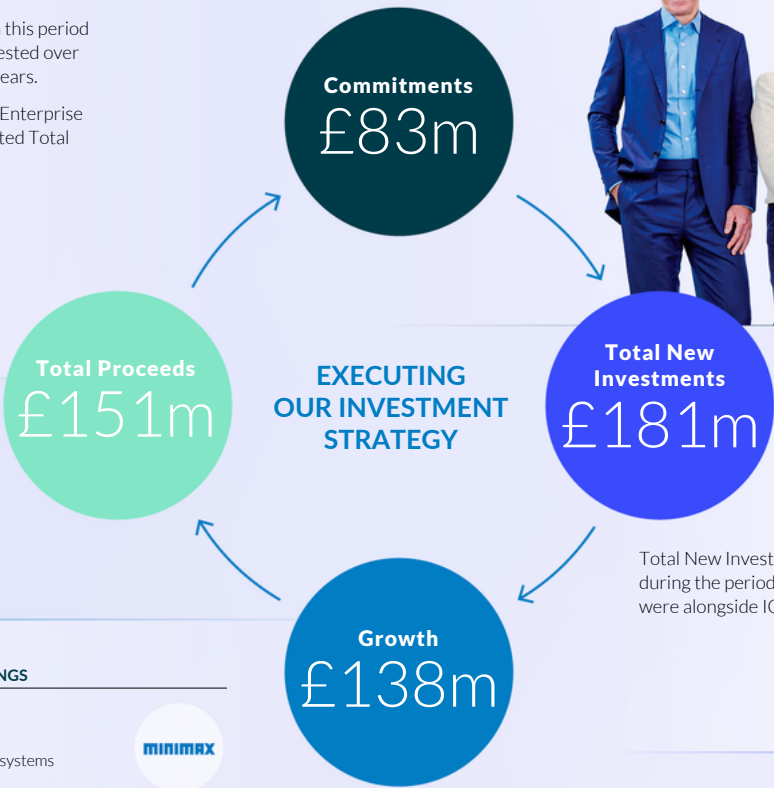 this period
ested over
ears.
Enterprise
ted Total
Commitments
£83m
Total Proceeds
£151m
EXECUTING
OUR INVESTMENT
STRATEGY
Total New
Investments
£181m
Total New Invest
during the period
were alongside IC
Growth
£138m
NGS
systems
MINIMAX